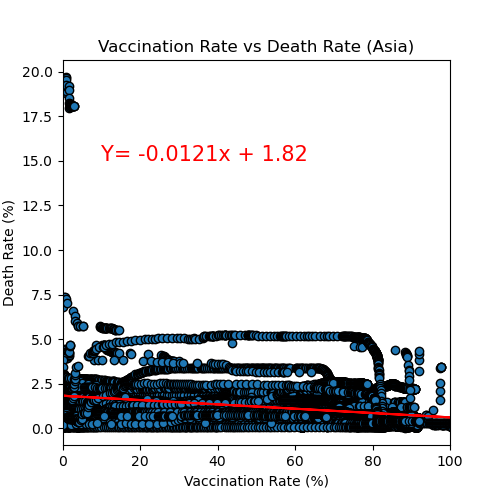 Vaccination Rate vs Death Rate (Asia)
20.0
17.5
15.0
12.5
10.0
7.5
5.0
2.5
0.0
Death Rate (%)
Y= -0.0121x + 1.82
0 20 40 60 80 100
Vaccination Rate (%)